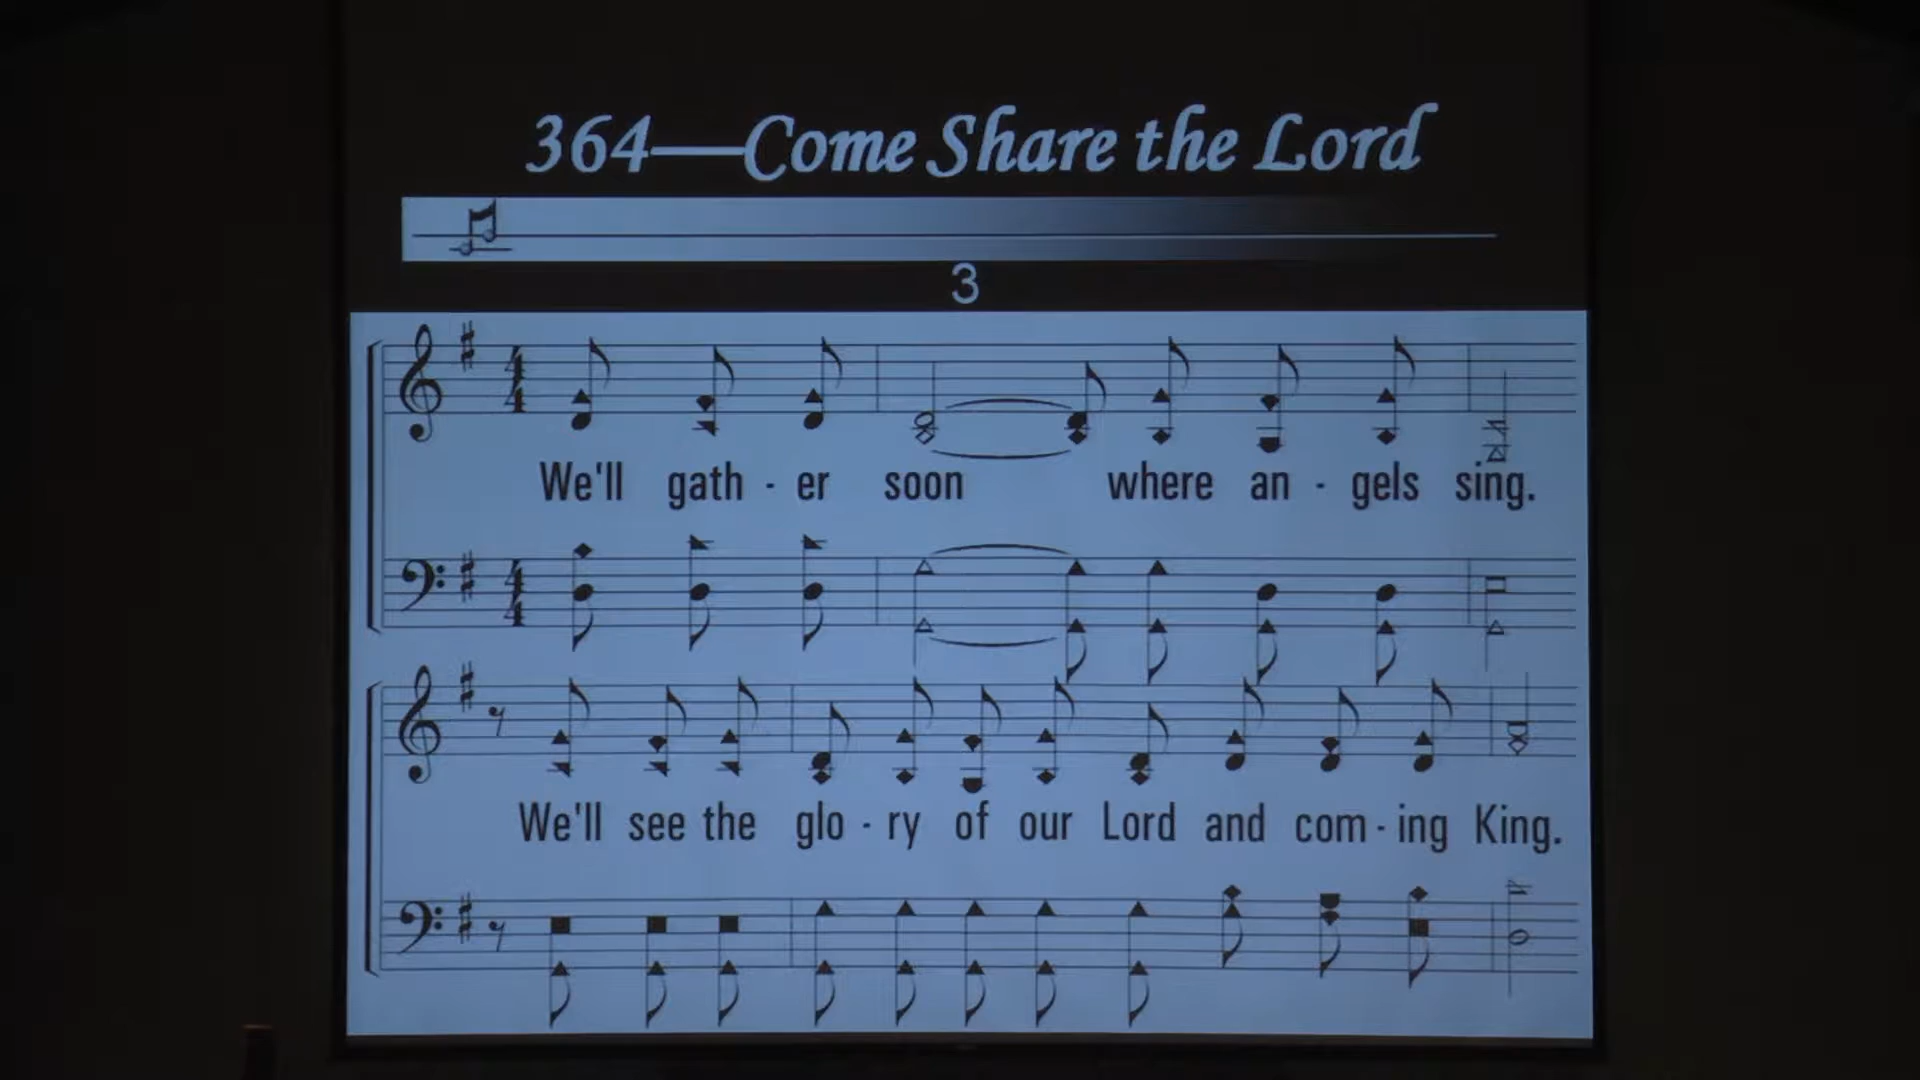 364—Come Share the Lord
3
We'll gath - er soon where an - gels sing.
We'll see the glo - ry of our Lord and com - ing King.